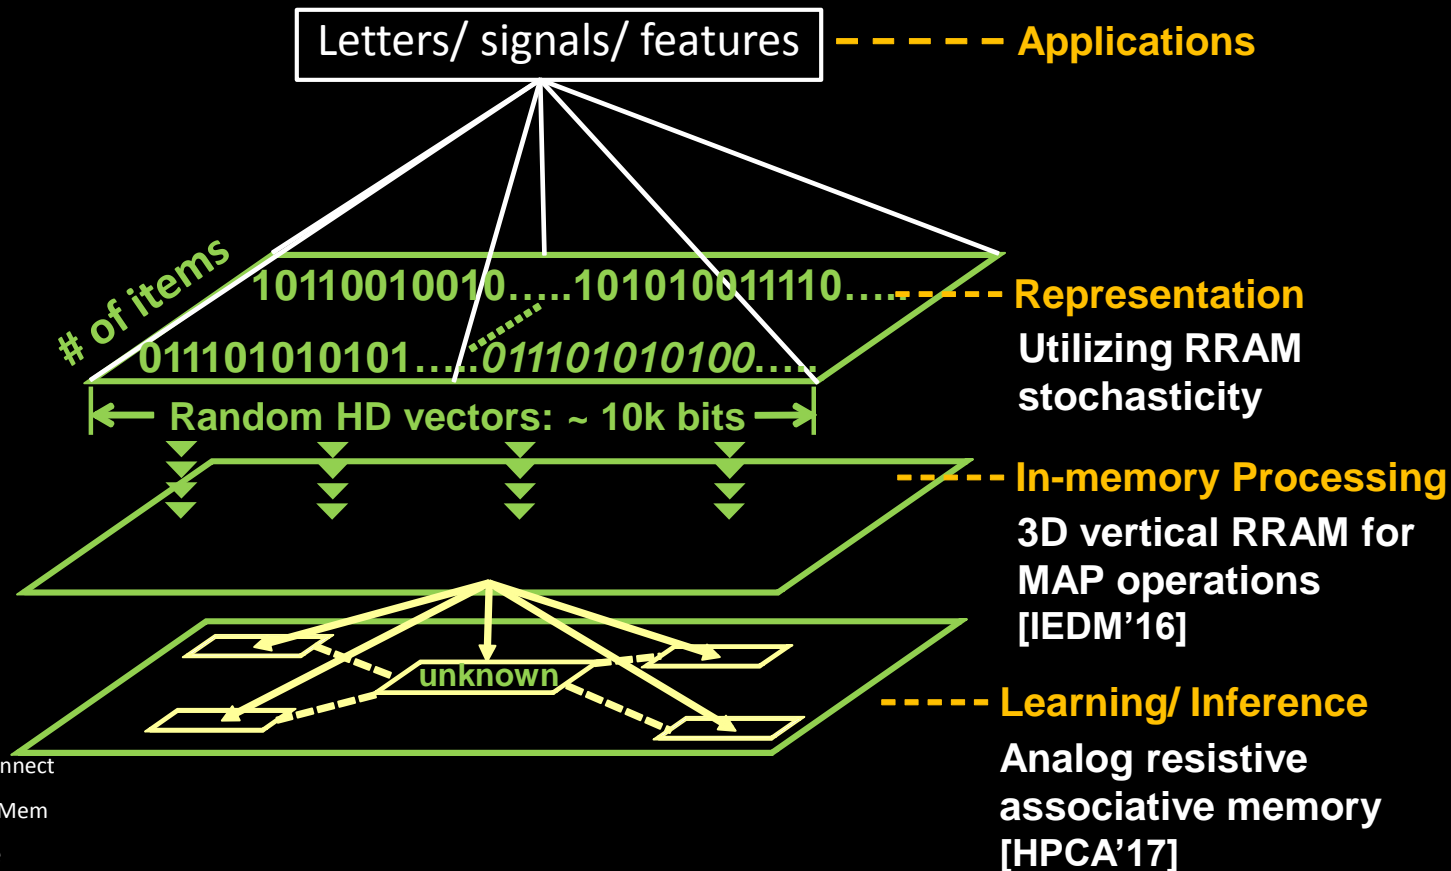 Letters/ signals/ features
Applications
# of items
10110010010…..101010011110…..
011101010101…..011101010100…..
Random HD vectors: ~ 10k bits
Representation
Utilizing RRAM
stochasticity
In-memory Processing
3D vertical RRAM for
MAP operations
[IEDM’16]
unknown
Learning/ Inference
Analog resistive
associative memory
[HPCA’17]
nnect
Mem